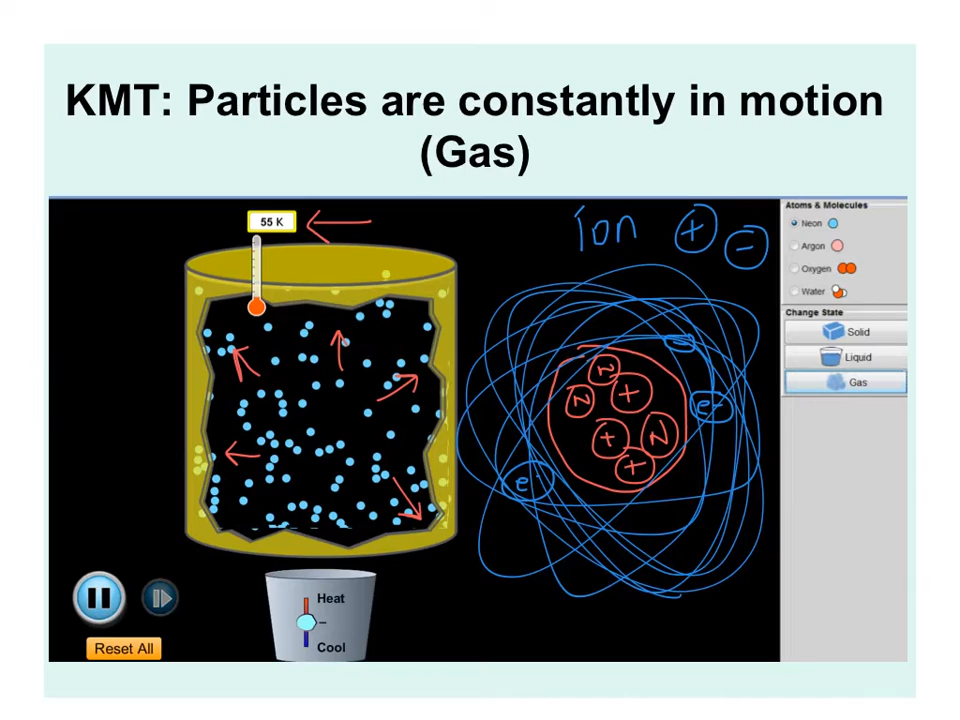 KMT: Particles are constantly in motion
(Gas)
55 K
ion + -
Atoms & Molecules
Neon
Argon
Oxygen
Water
Change State
Solid
Liquid
Gas
N
N +
e-
+ N
+
e-
Heat
Cool
Reset All